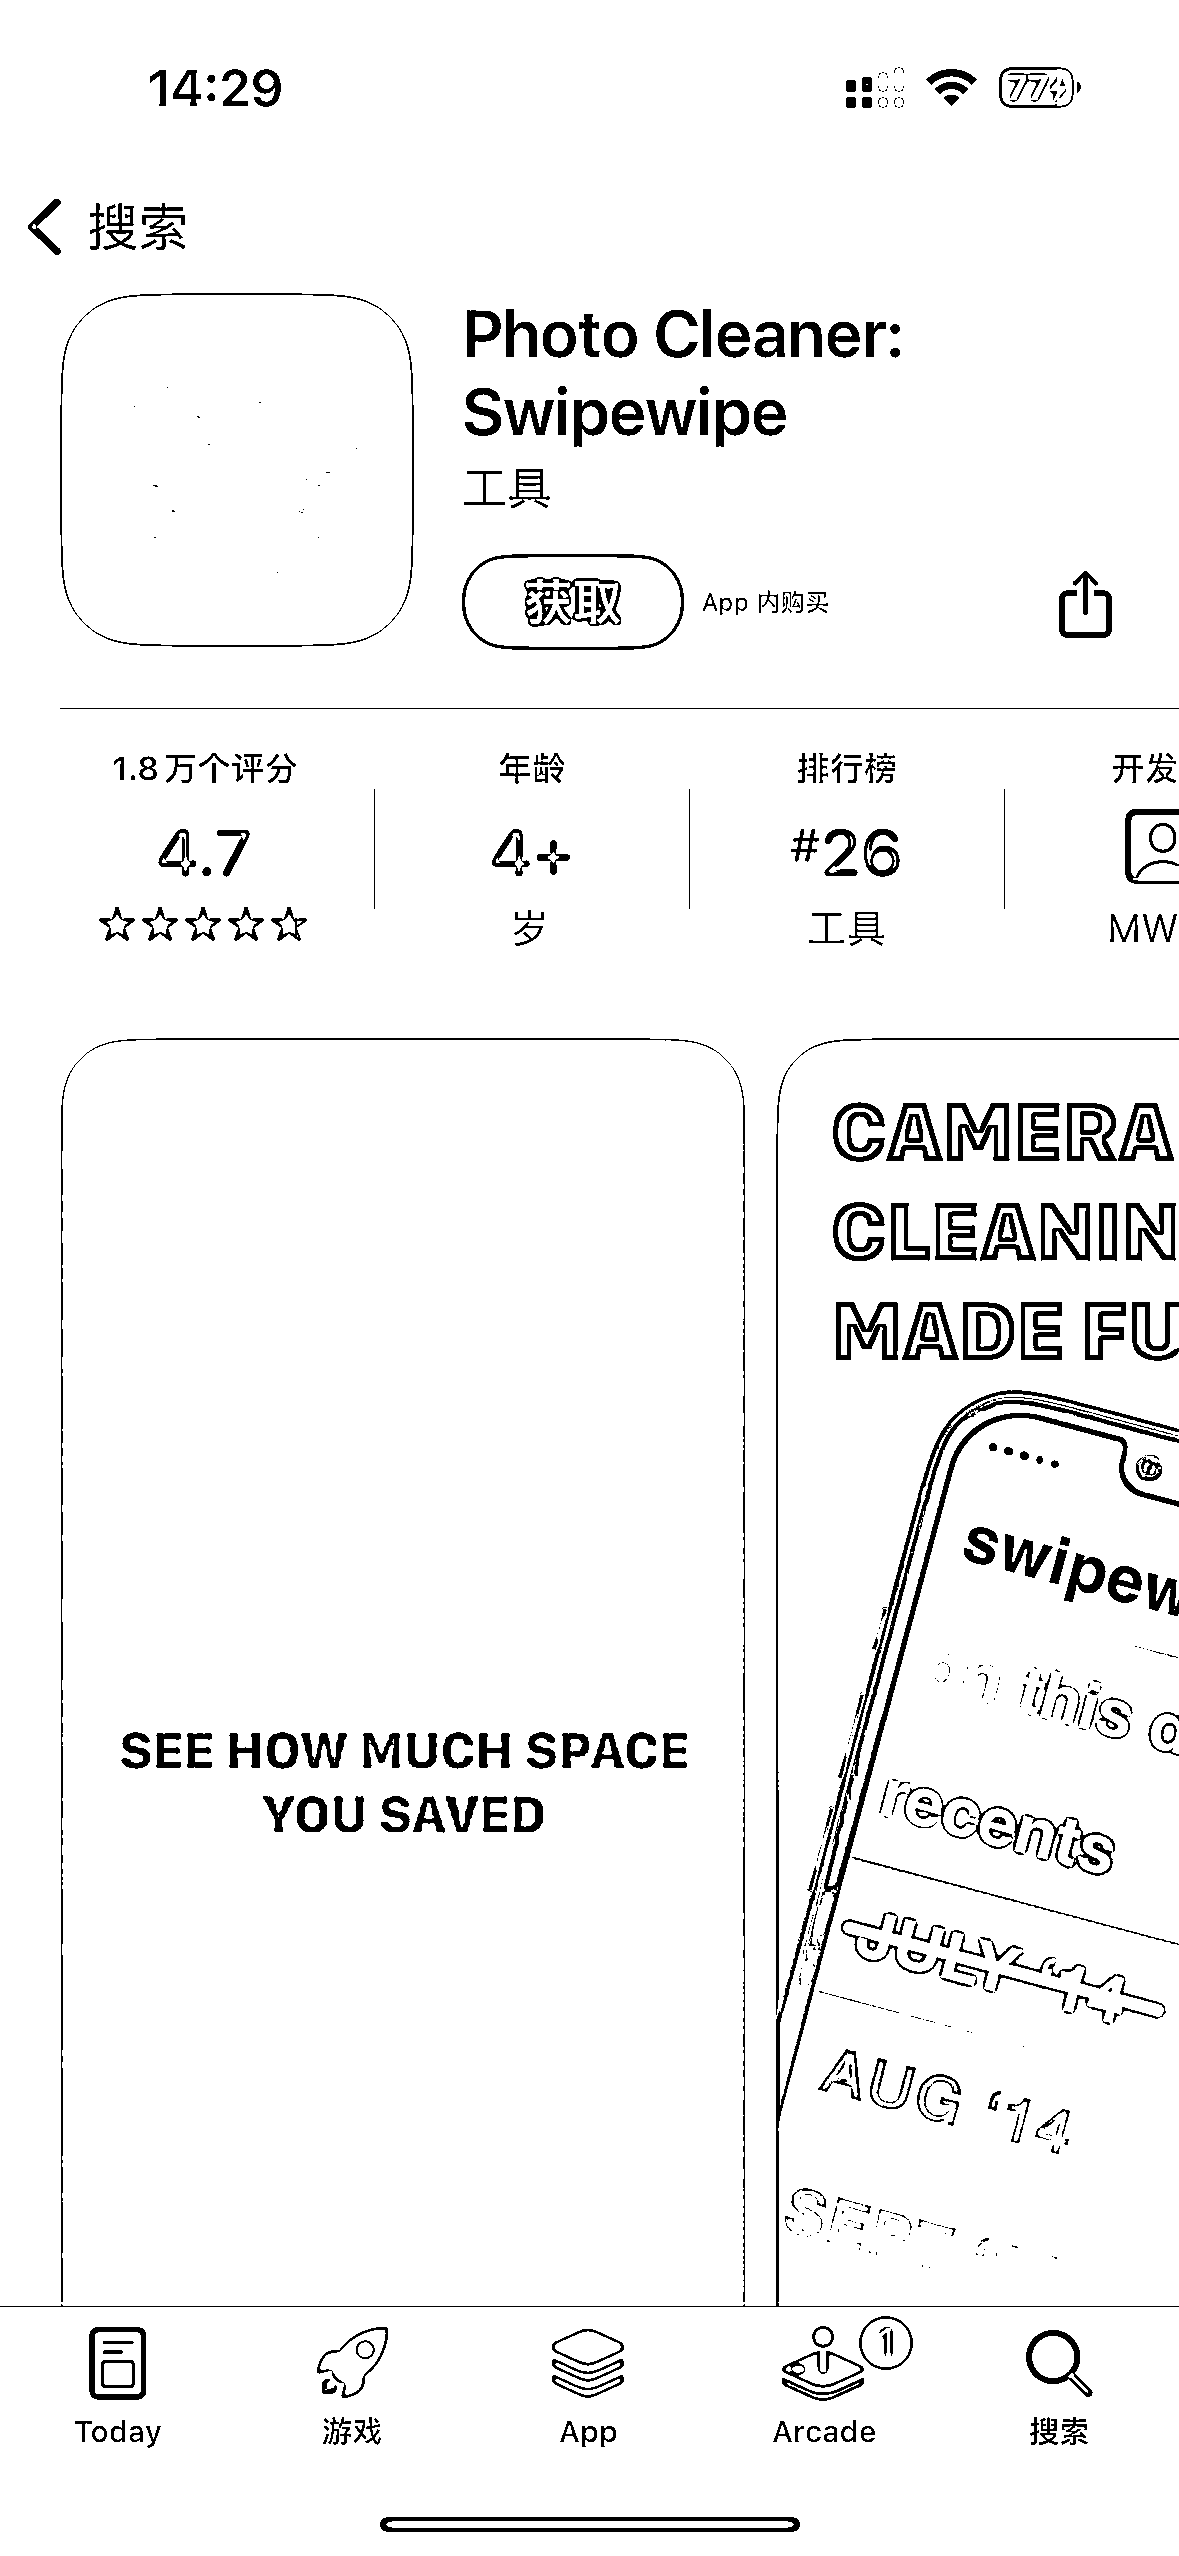 14:29
77
搜索
Photo Cleaner:
Swipewipe
工具
获取
App 内购买
1.8万个评分
年龄
排行榜
开发
4.7
4+
#26
岁
工具
MW
CAMERA
CLEANIN
MADE FU
swipew
on this d
recents
JULY ‘14
AUG ‘14
SEPT
SEE HOW MUCH SPACE
YOU SAVED
1
Today
游戏
App
Arcade
搜索